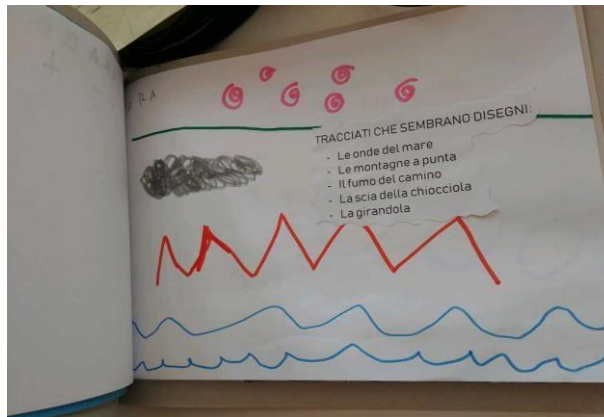 TRACCIATI CHE SEMBRANO DISEGNI:
- Le onde del mare
- Le montagne a punta
- Il fumo del camino
- La scia della chiocciola
- La girandola